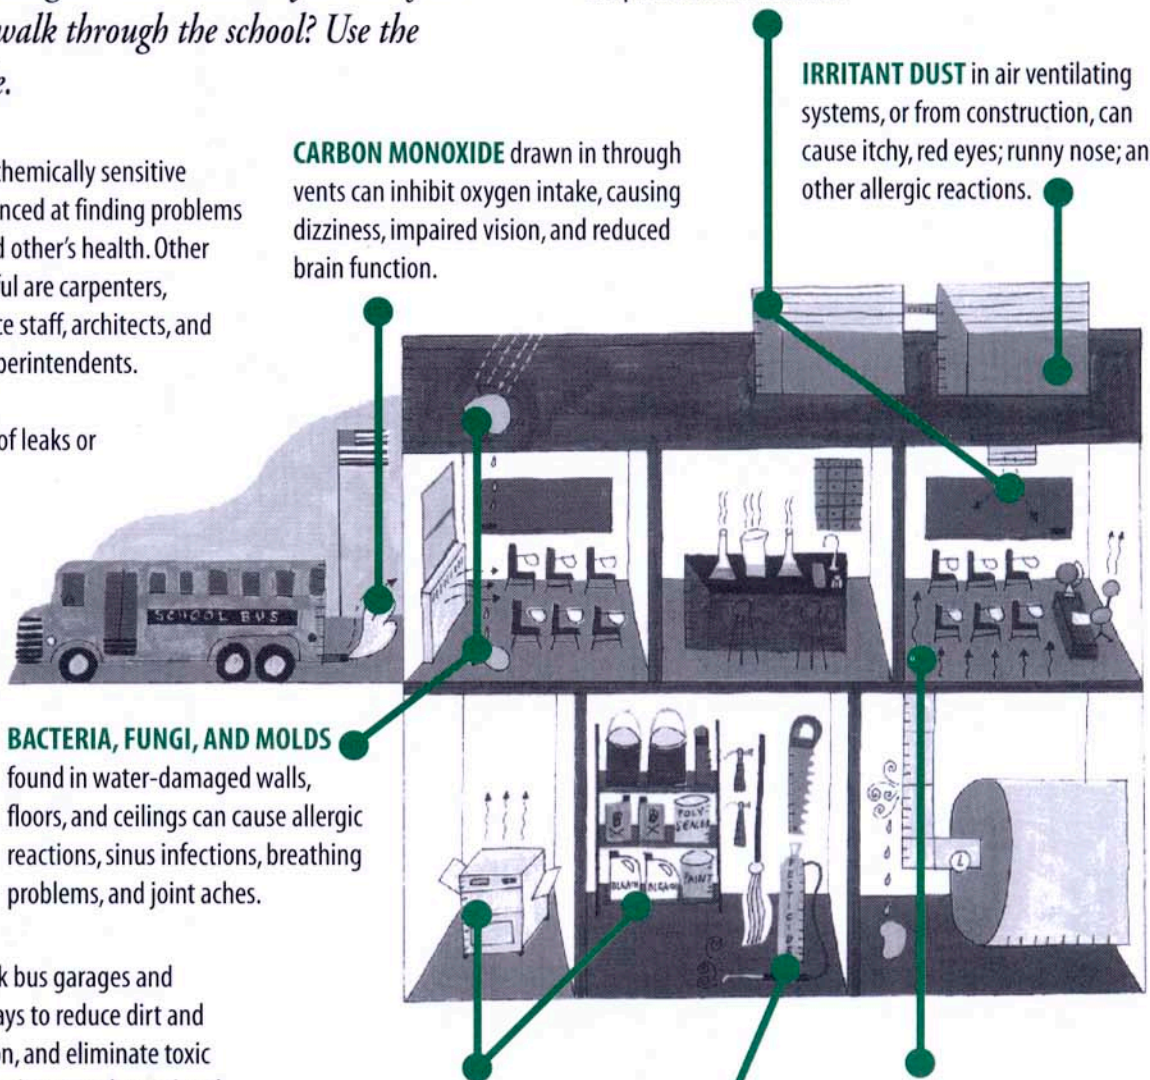 walk through the school? Use the
e.
IRRITANT DUST in air ventilating
systems, or from construction, can
cause itchy, red eyes; runny nose; an
other allergic reactions.
CARBON MONOXIDE drawn in through
vents can inhibit oxygen intake, causing
dizziness, impaired vision, and reduced
brain function.
hemically sensitive
nced at finding problems
d other's health. Other
ful are carpenters,
ce staff, architects, and
perintendents.
of leaks or
SCHOOL BUS
BACTERIA, FUNGI, AND MOLDS
found in water-damaged walls,
floors, and ceilings can cause allergic
reactions, sinus infections, breathing
problems, and joint aches.
POLY-
SEALER
BLEACH
PAINT
PESTICIDE
k bus garages and
ays to reduce dirt and
on, and eliminate toxic